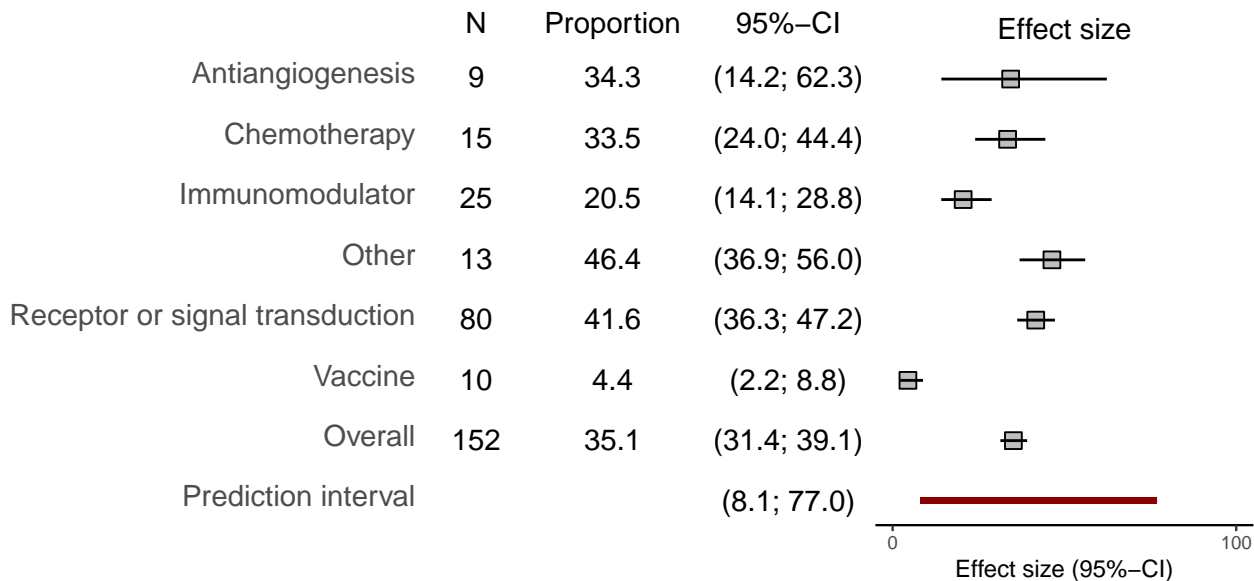 N Proportion 95%−CI Effect size
Antiangiogenesis 9 34.3 (14.2; 62.3)
Chemotherapy 15 33.5 (24.0; 44.4)
Immunomodulator 25 20.5 (14.1; 28.8)
Other 13 46.4 (36.9; 56.0)
Receptor or signal transduction 80 41.6 (36.3; 47.2)
Vaccine 10 4.4 (2.2; 8.8)
Overall 152 35.1 (31.4; 39.1)
Prediction interval (8.1; 77.0)
0 100
Effect size (95%−CI)